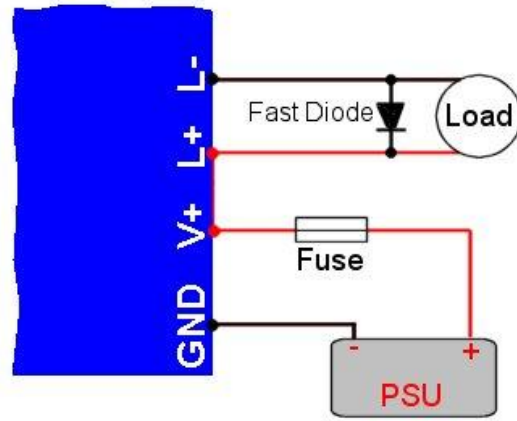 L-
Fast Diode
Load
L+
V+
Fuse
GND
- +
PSU